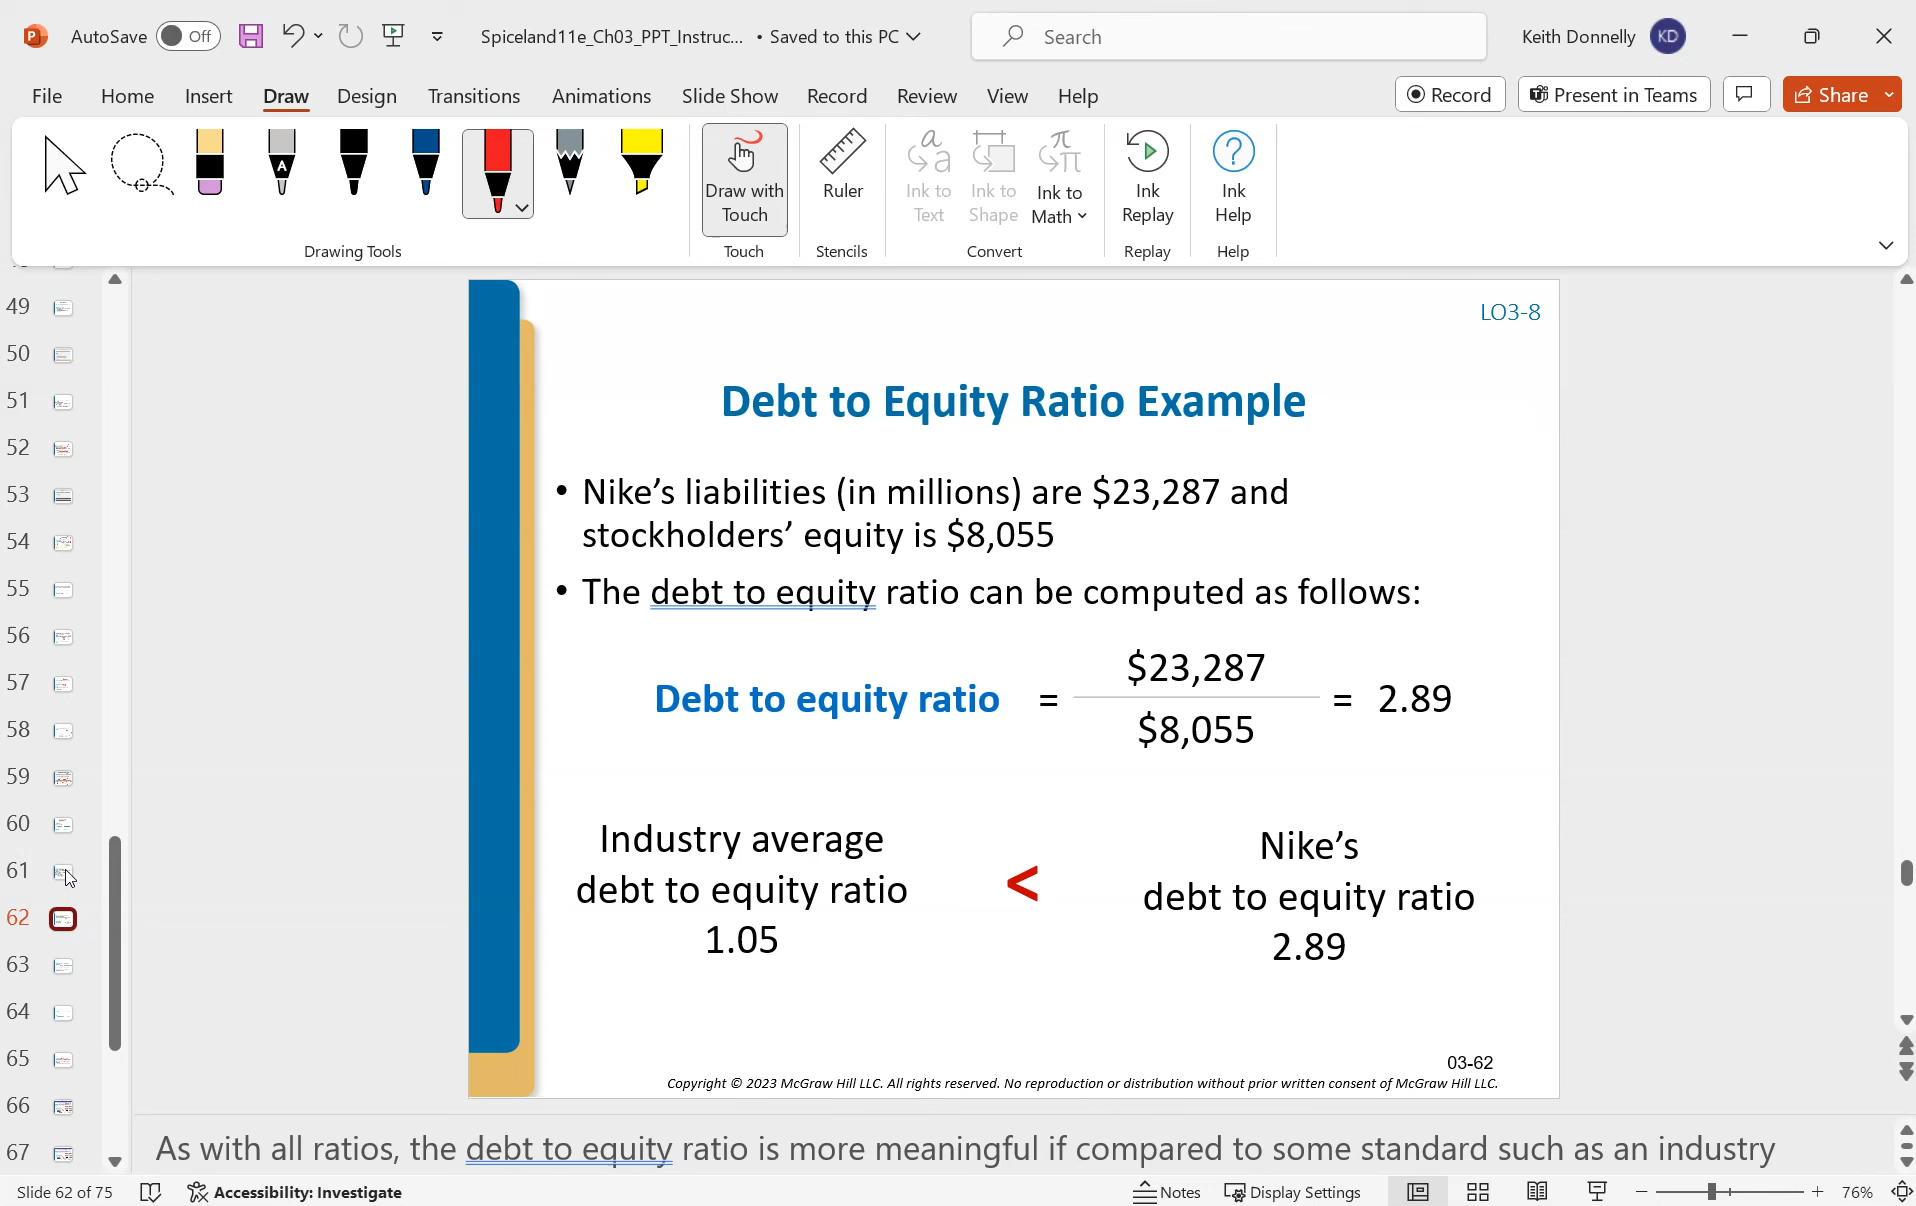 AutoSave Off Spiceland11e_Ch03_PPT_Instruc... • Saved to this PC Search Keith Donnelly KD
File Home Insert Draw Design Transitions Animations Slide Show Record Review View Help Record Present in Teams Share
Draw with Touch
Ruler
Ink to Text
Ink to Shape
Ink to Math
Ink Replay
Ink Help
Drawing Tools Touch Stencils Convert Replay Help
49
50
51
52
53
54
55
56
57
58
59
60
61
62
63
64
65
66
67
LO3-8
Debt to Equity Ratio Example
• Nike’s liabilities (in millions) are $23,287 and
stockholders’ equity is $8,055
• The debt to equity ratio can be computed as follows:
Debt to equity ratio = $23,287 / $8,055 = 2.89
Industry average
debt to equity ratio
1.05
<
Nike’s
debt to equity ratio
2.89
03-62
Copyright © 2023 McGraw Hill LLC. All rights reserved. No reproduction or distribution without prior written consent of McGraw Hill LLC.
As with all ratios, the debt to equity ratio is more meaningful if compared to some standard such as an industry
Slide 62 of 75 Accessibility: Investigate Notes Display Settings 76%